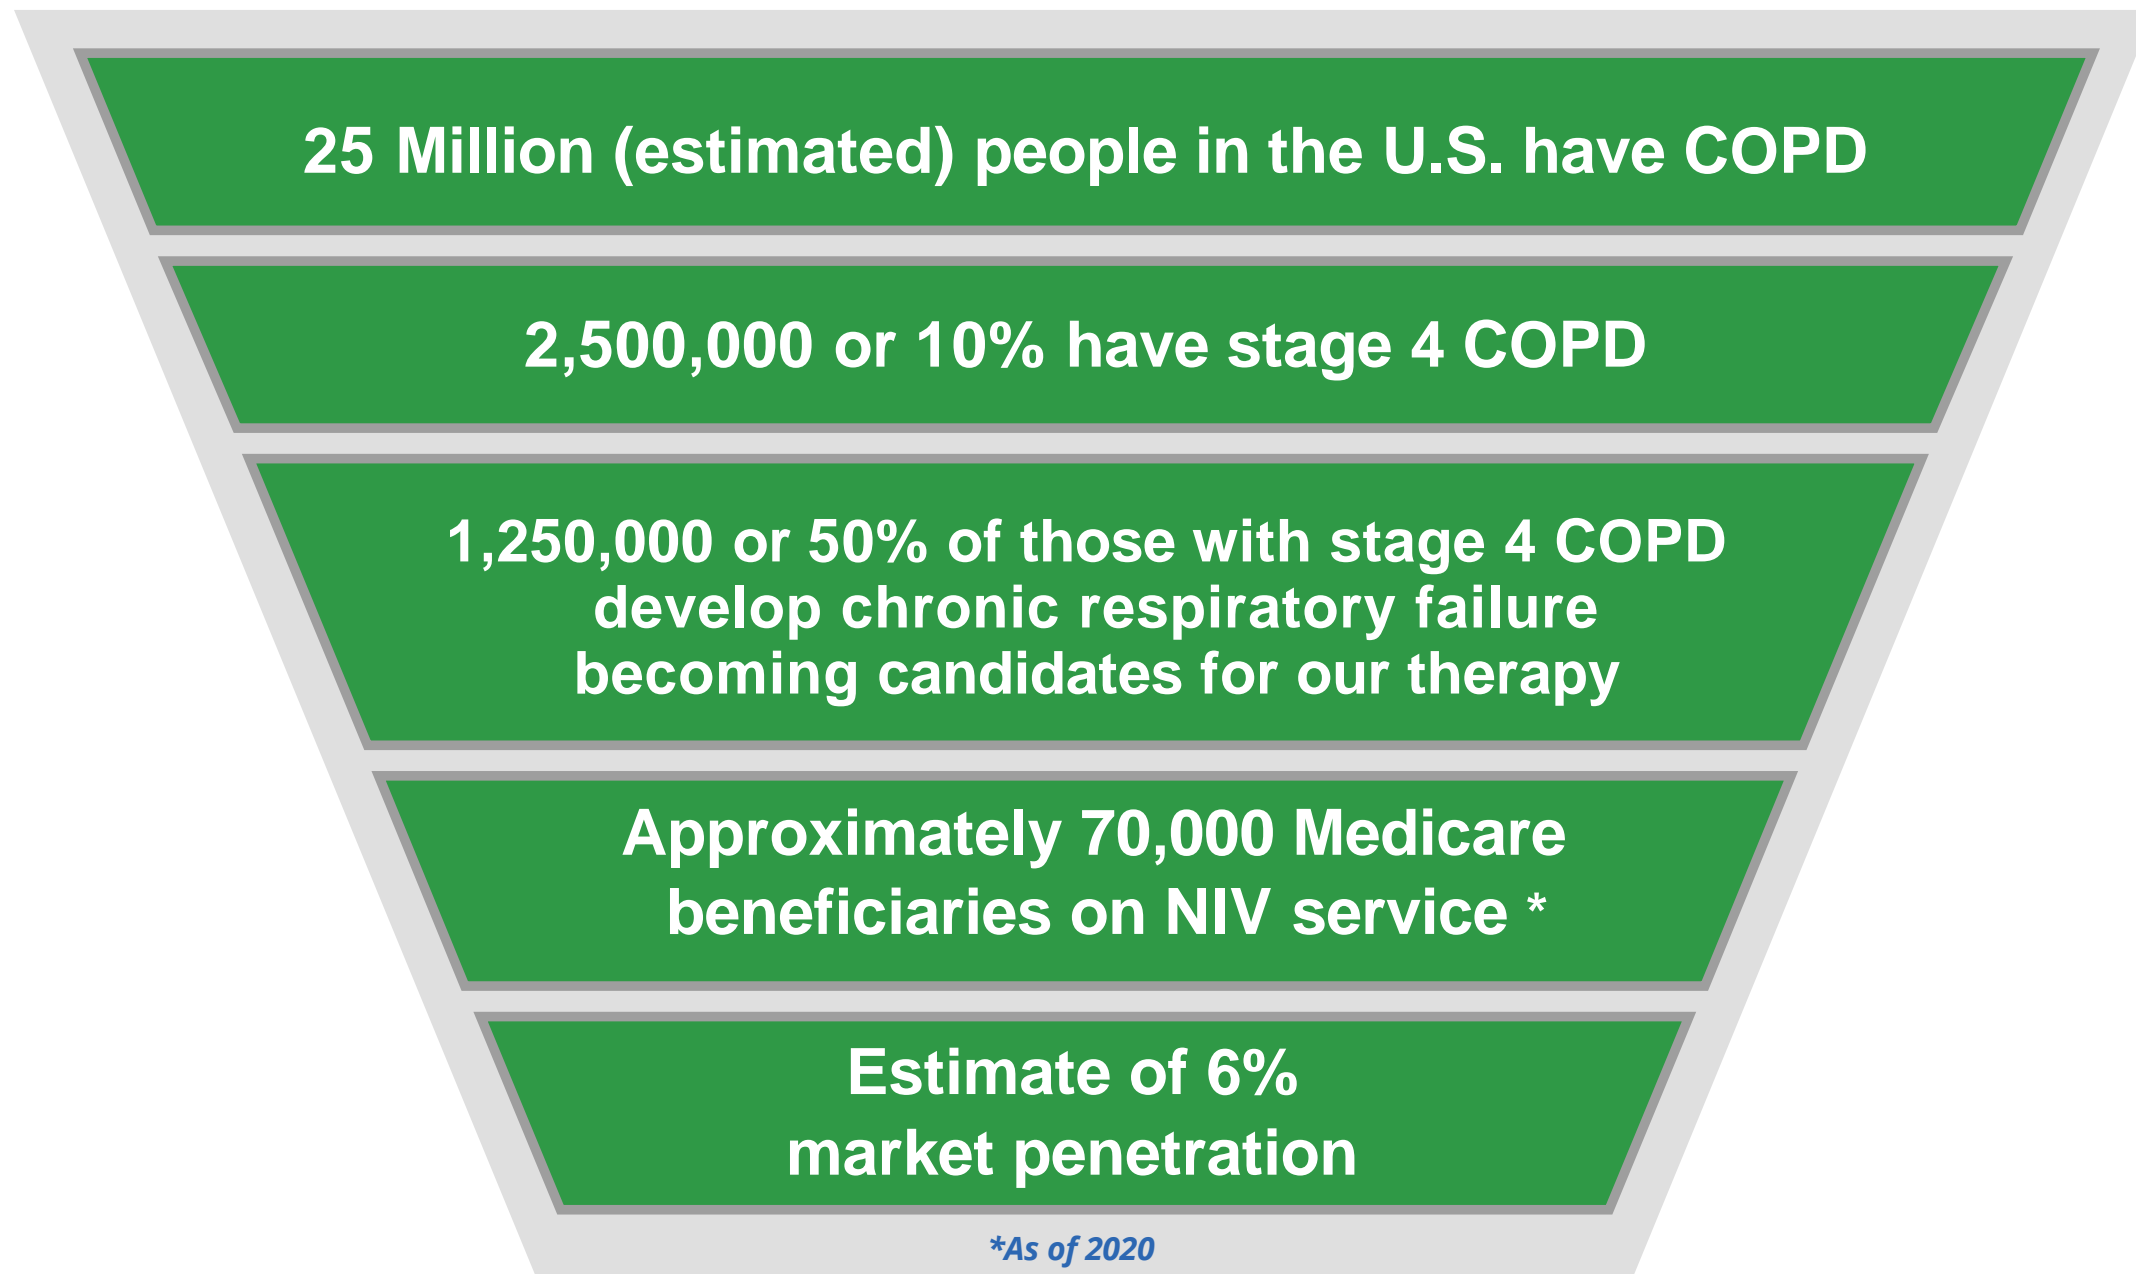 25 Million (estimated) people in the U.S. have COPD
2,500,000 or 10% have stage 4 COPD
1,250,000 or 50% of those with stage 4 COPD
develop chronic respiratory failure
becoming candidates for our therapy
Approximately 70,000 Medicare
beneficiaries on NIV service *
Estimate of 6%
market penetration
*As of 2020